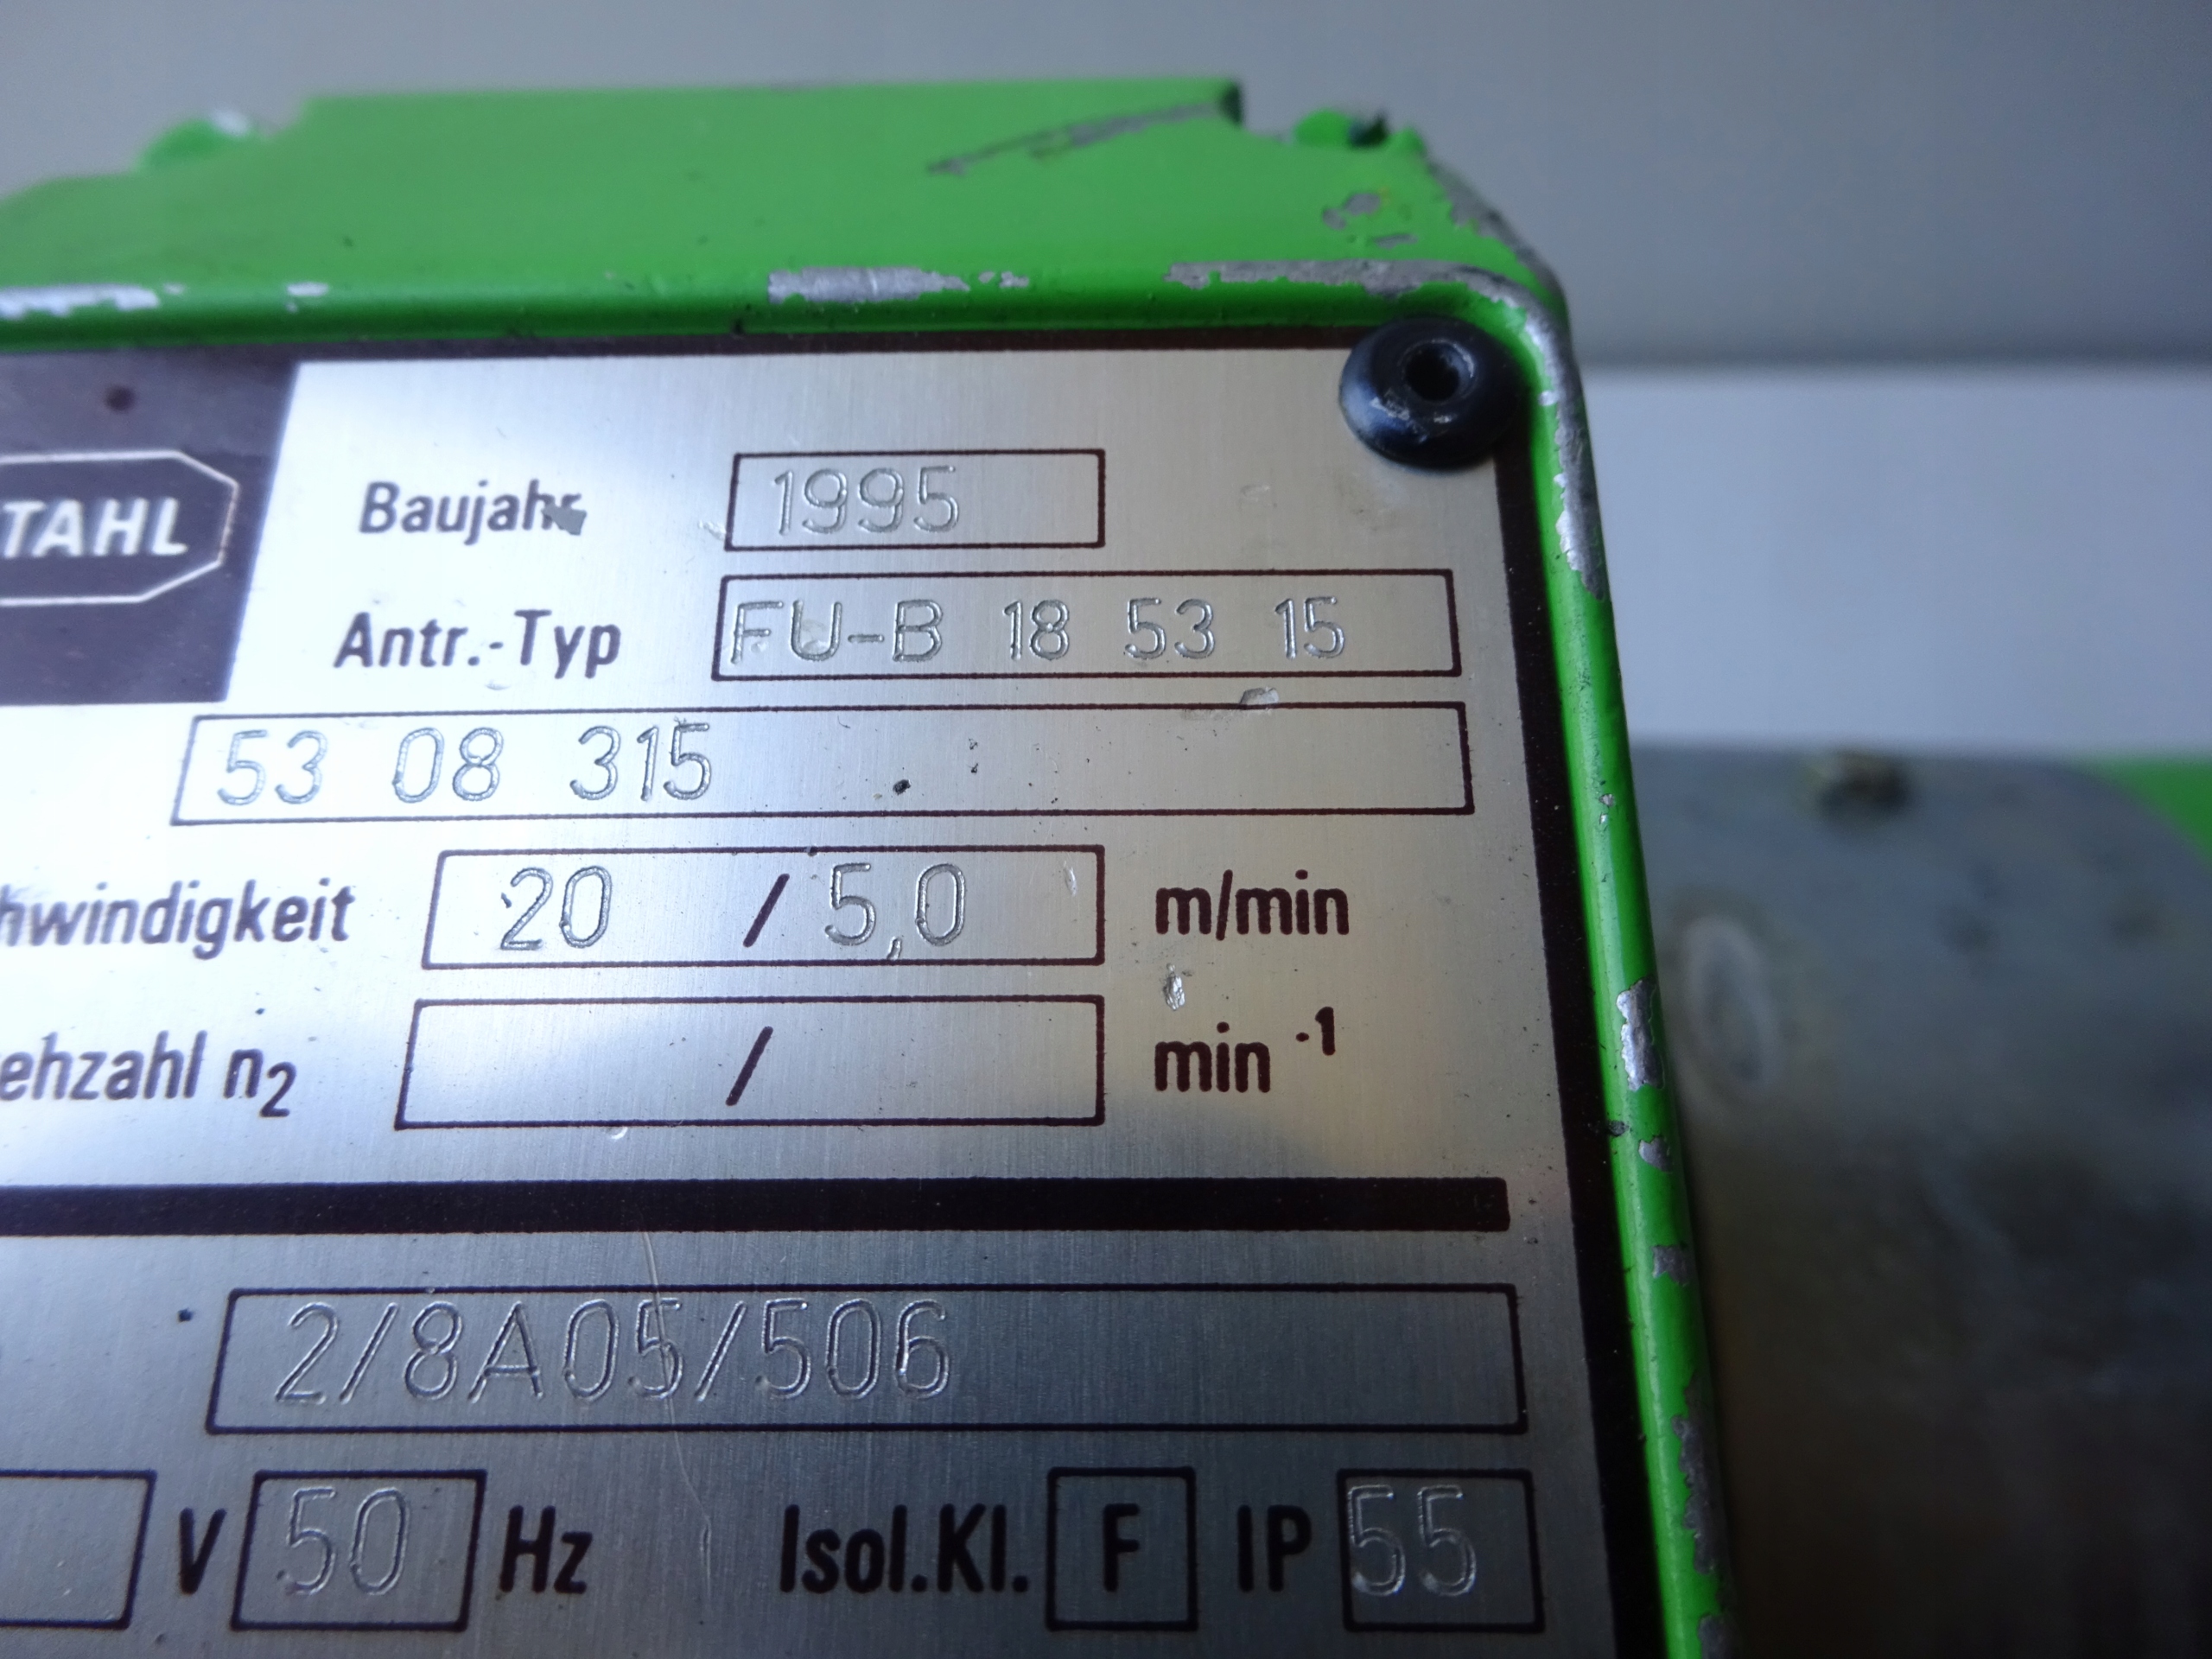 TAHL
Baujahr 1995
Antr.-Typ FU-B 18 53 15
53 08 315
hwindigkeit 20 / 5,0 m/min
ehzahl n2 / min -1
2/8A05/506
V 50 Hz Isol.Kl. F IP 55